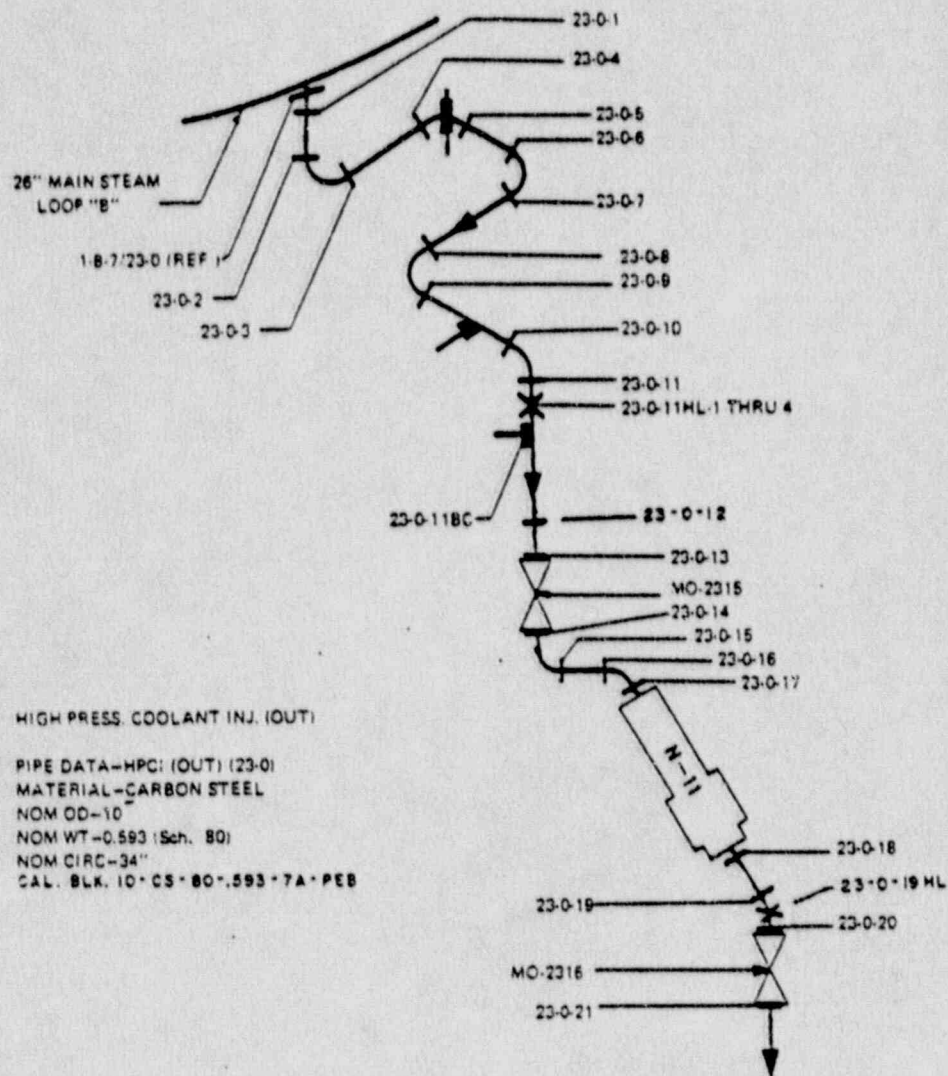 23-0-1
23-0-4
23-0-5
23-0-6
26" MAIN STEAM
LOOP "B"
23-0-7
1-B-7/23-0 (REF)
23-0-8
23-0-2
23-0-9
23-0-3
23-0-10
23-0-11
23-0-11HL-1 THRU 4
23-0-11BC
23-0-12
23-0-13
MO-2315
23-0-14
23-0-15
23-0-16
23-0-17
N-11
HIGH PRESS. COOLANT INJ. (OUT)
PIPE DATA-HPCI (OUT) (23-0)
MATERIAL-CARBON STEEL
NOM OD-10"
NOM WT-0.593 (Sch. 80)
NOM CIRC-34"
CAL. BLK. 10-CS-80-.593-7A-PEB
23-0-18
23-0-19 HL
23-0-19
23-0-20
MO-2316
23-0-21